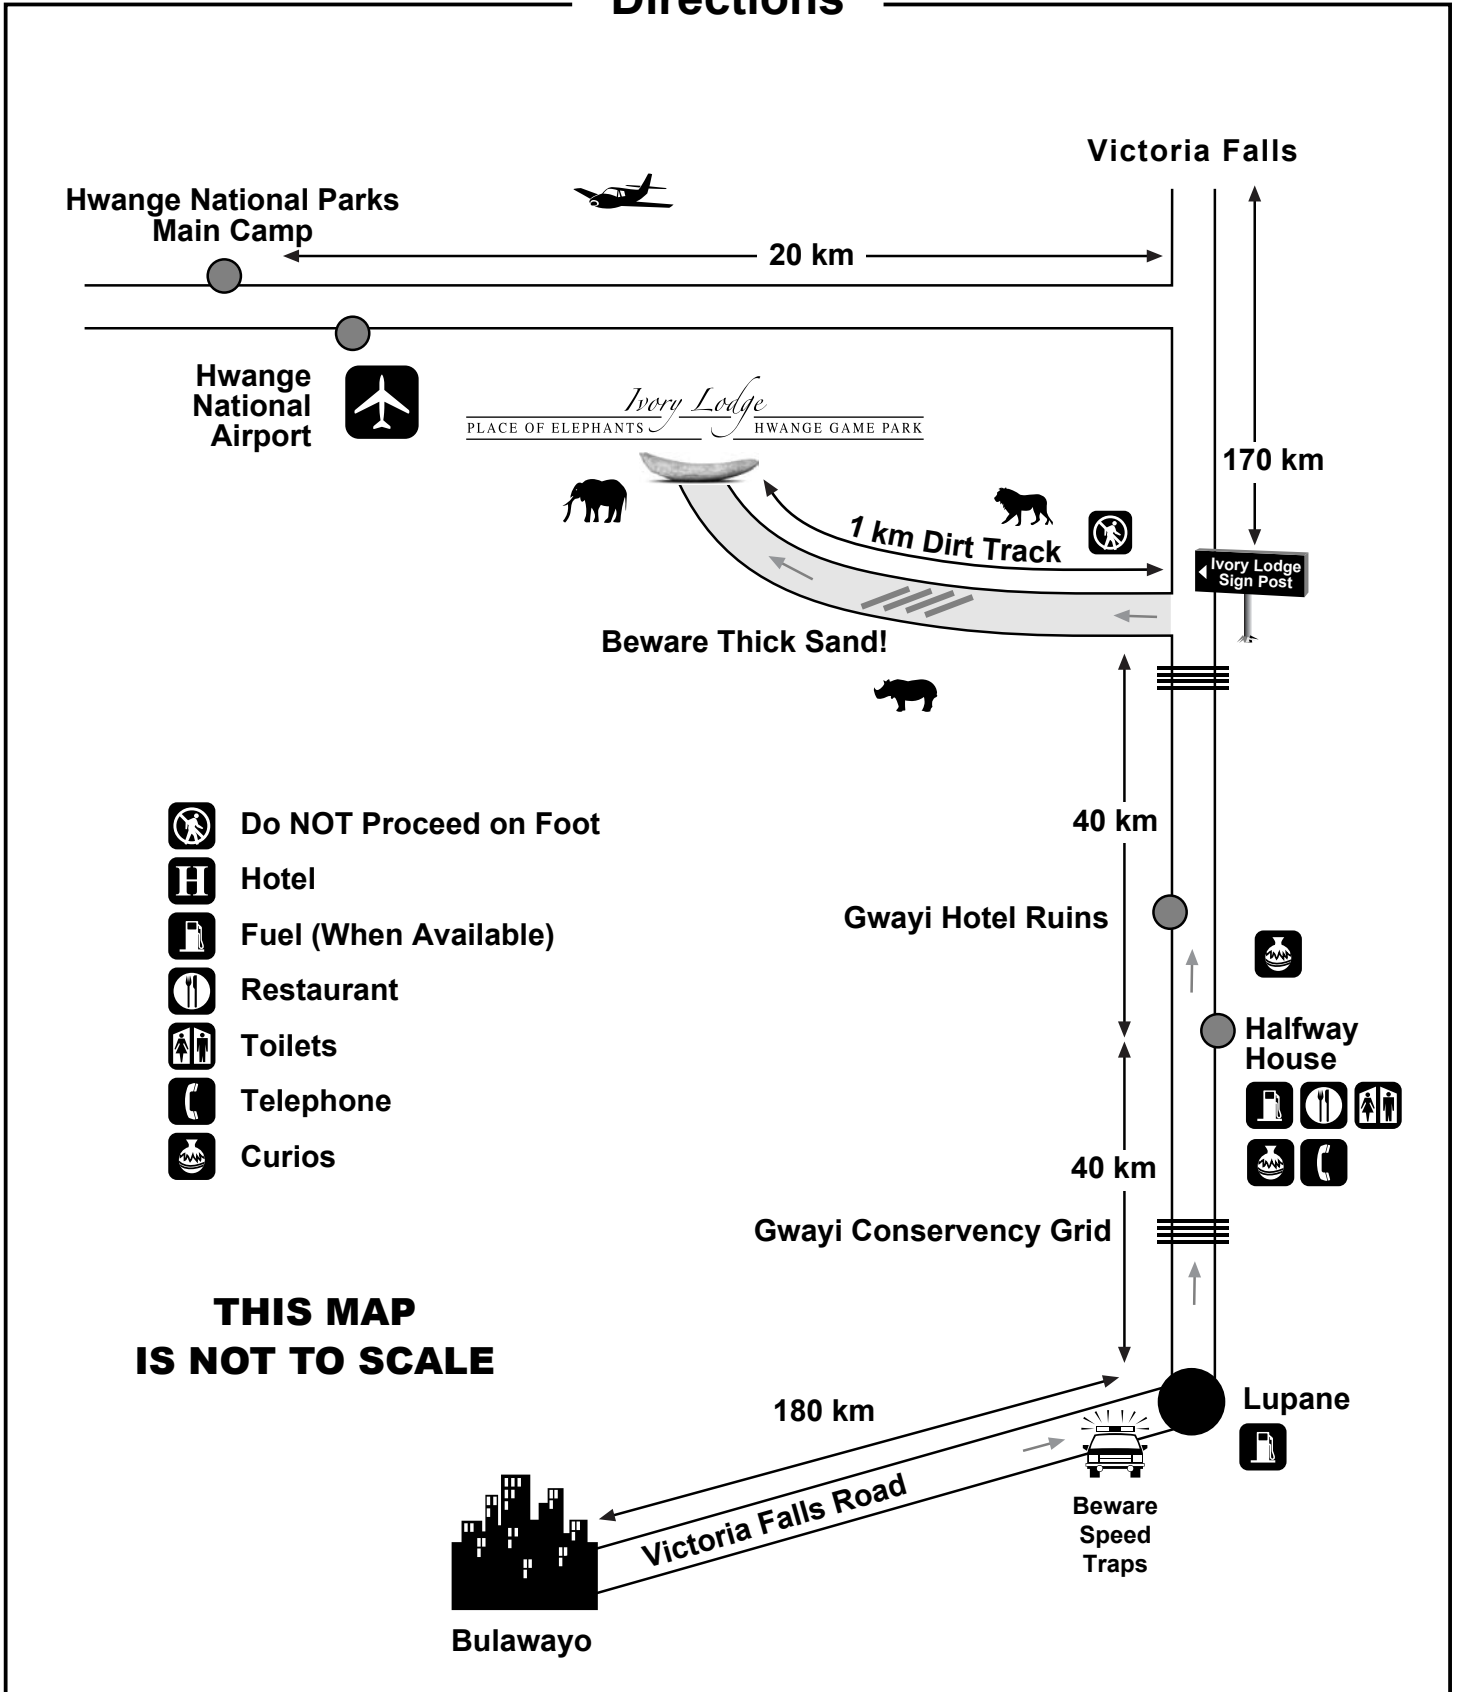 Directions
Victoria Falls
Hwange National Parks
Main Camp
20 km
Hwange
National
Airport
Ivory Lodge
PLACE OF ELEPHANTS
HWANGE GAME PARK
170 km
1 km Dirt Track
Ivory Lodge
Sign Post
Beware Thick Sand!
40 km
Do NOT Proceed on Foot
H
Hotel
Fuel (When Available)
Restaurant
Toilets
Telephone
Curios
Gwayi Hotel Ruins
Halfway
House
40 km
Gwayi Conservency Grid
THIS MAP
IS NOT TO SCALE
180 km
Lupane
Victoria Falls Road
Beware
Speed
Traps
Bulawayo